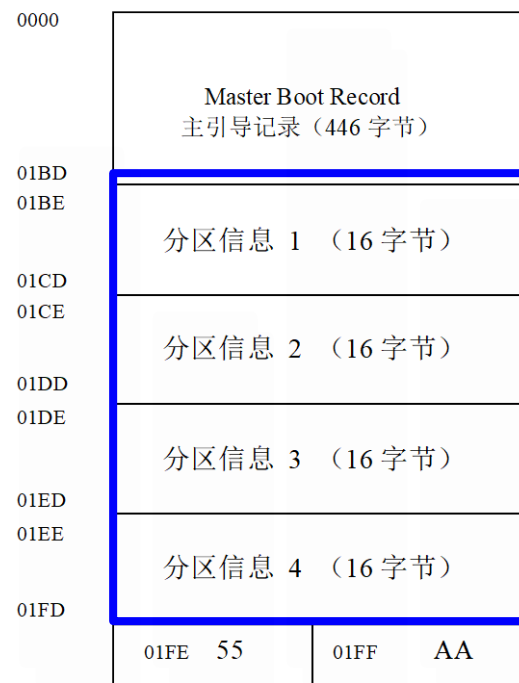 0000
Master Boot Record
主引导记录（446 字节）
01BD
01BE
分区信息 1 （16 字节）
01CD
01CE
分区信息 2 （16 字节）
01DD
01DE
分区信息 3 （16 字节）
01ED
01EE
分区信息 4 （16 字节）
01FD
01FE 55 01FF AA